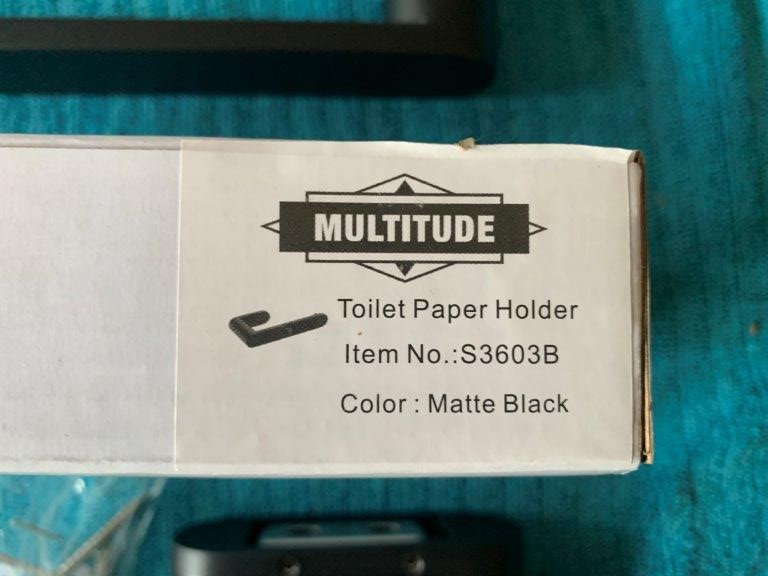 MULTITUDE
Toilet Paper Holder
Item No.:S3603B
Color : Matte Black